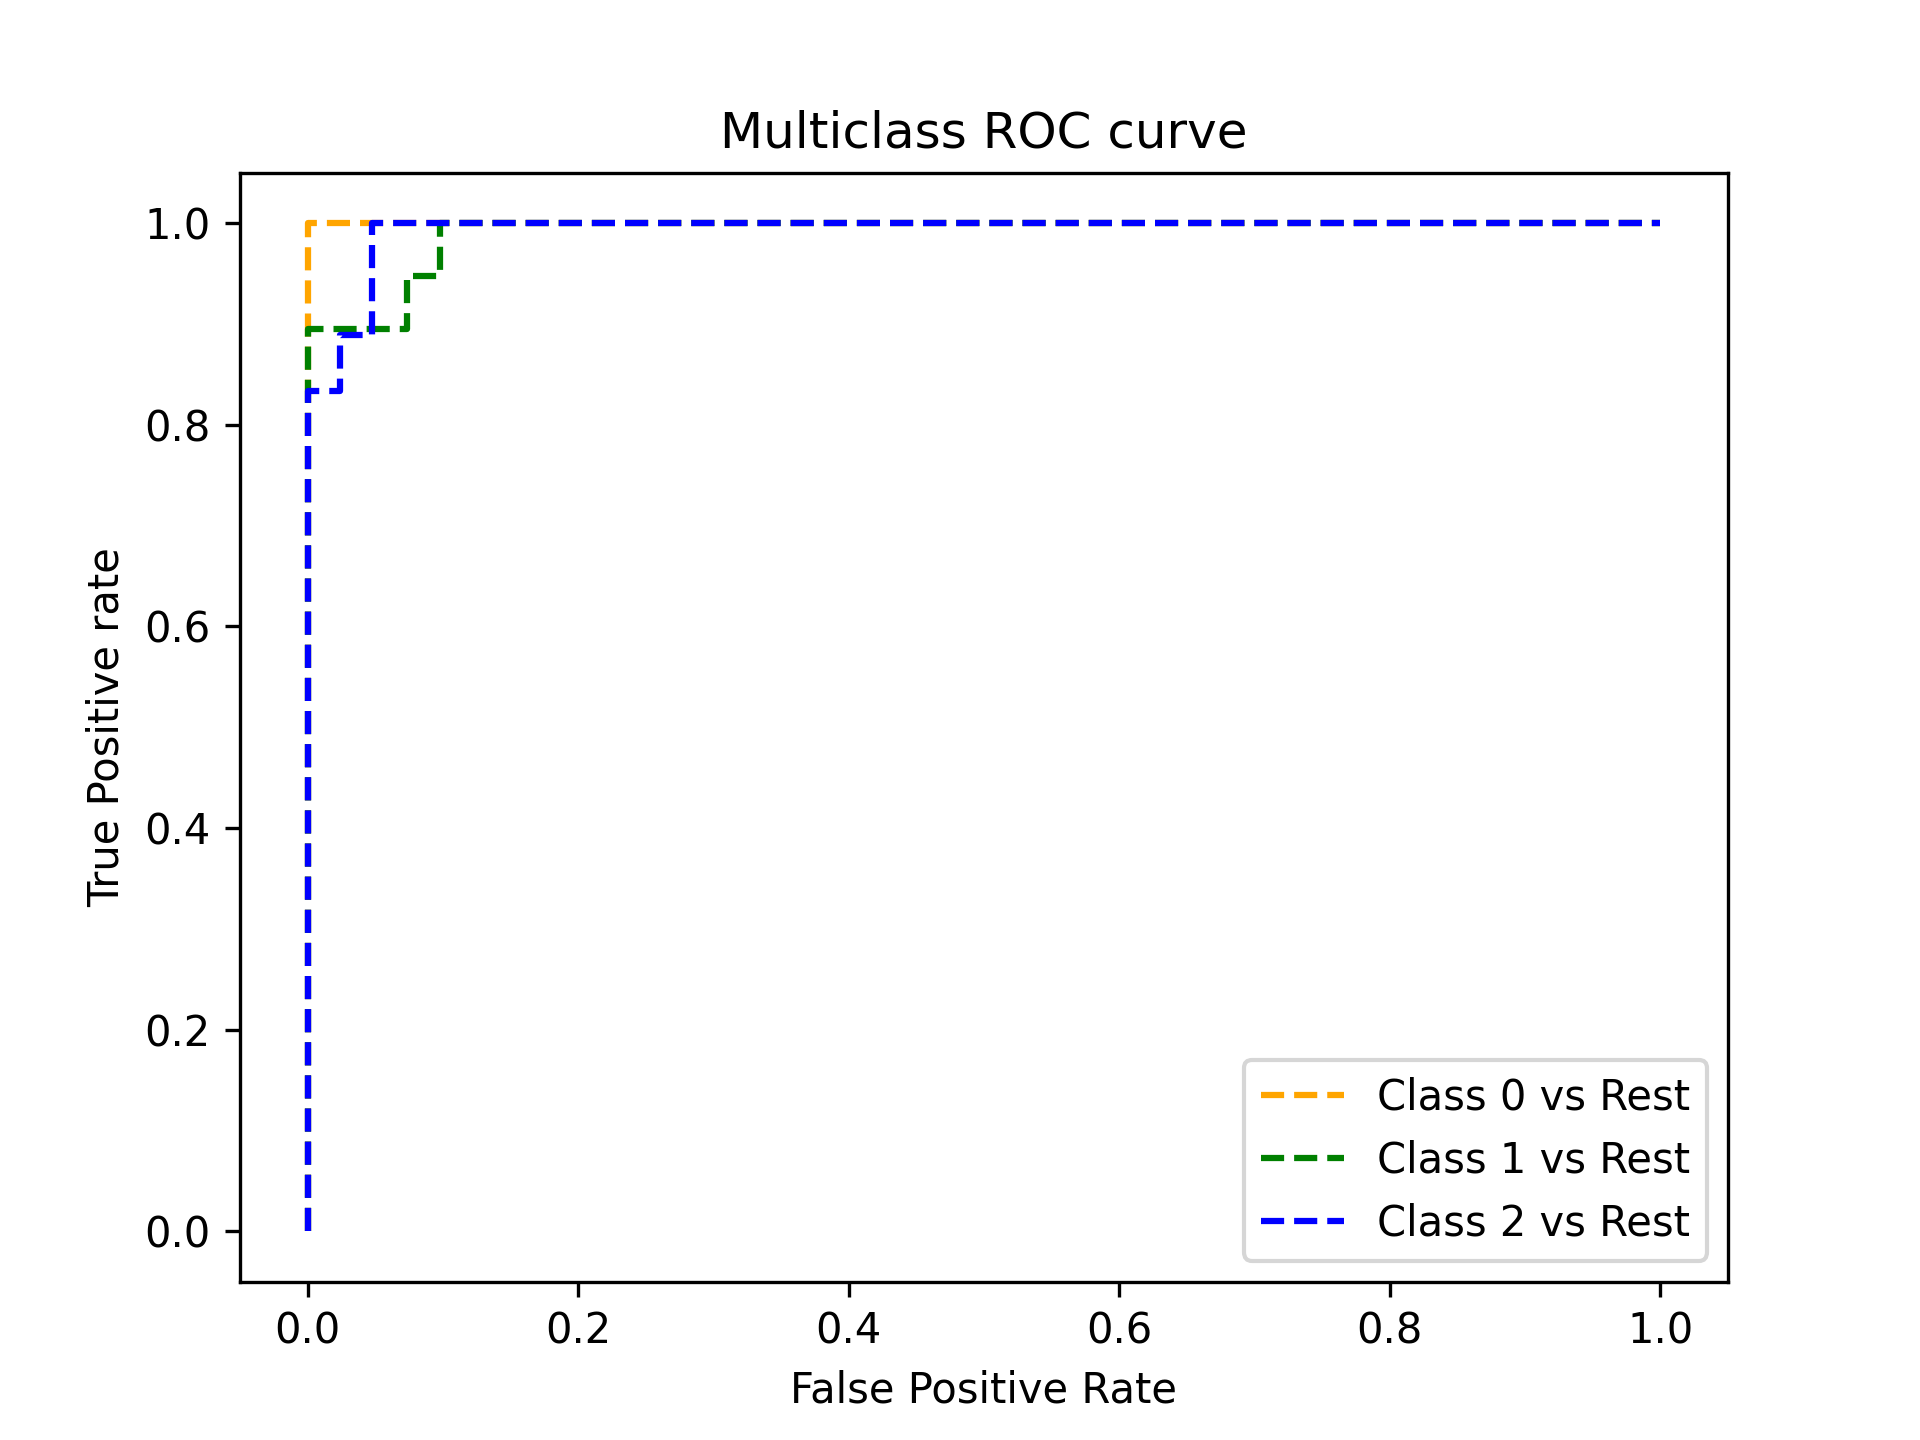 Multiclass ROC curve
1.0
0.8
0.6
0.4
0.2
0.0
True Positive rate
0.0 0.2 0.4 0.6 0.8 1.0
False Positive Rate
Class 0 vs Rest
Class 1 vs Rest
Class 2 vs Rest